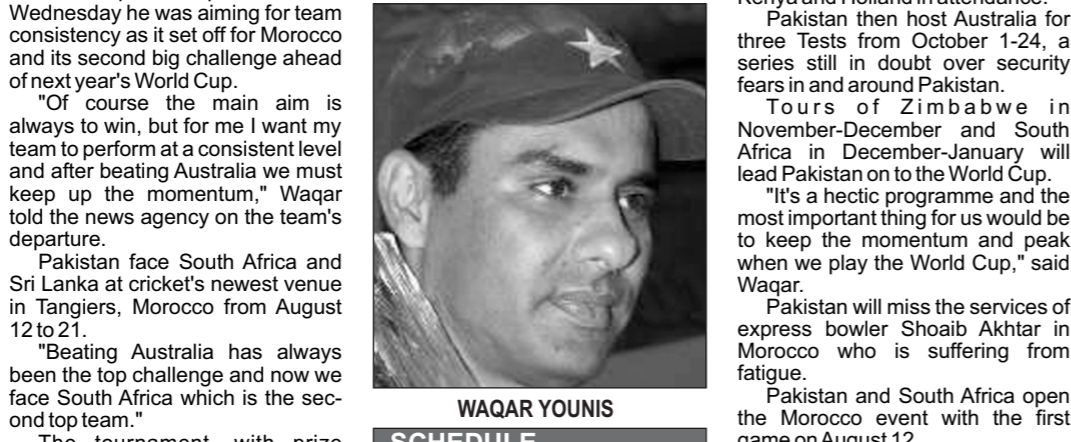 Wednesday he was aiming for team
consistency as it set off for Morocco
and its second big challenge ahead
of next year's World Cup.
"Of course the main aim is
always to win, but for me I want my
team to perform at a consistent level
and after beating Australia we must
keep up the momentum," Waqar
told the news agency on the team's
departure.
Pakistan face South Africa and
Sri Lanka at cricket's newest venue
in Tangiers, Morocco from August
12 to 21.
"Beating Australia has always
been the top challenge and now we
face South Africa which is the sec-
ond top team."
The tournament, with prize
WAQAR YOUNIS
SCHEDULE
Kenya and Holland in attendance.
Pakistan then host Australia for
three Tests from October 1-24, a
series still in doubt over security
fears in and around Pakistan.
Tours of Zimbabwe in
November-December and South
Africa in December-January will
lead Pakistan on to the World Cup.
"It's a hectic programme and the
most important thing for us would be
to keep the momentum and peak
when we play the World Cup," said
Waqar.
Pakistan will miss the services of
express bowler Shoaib Akhtar in
Morocco who is suffering from
fatigue.
Pakistan and South Africa open
the Morocco event with the first
game on August 12.